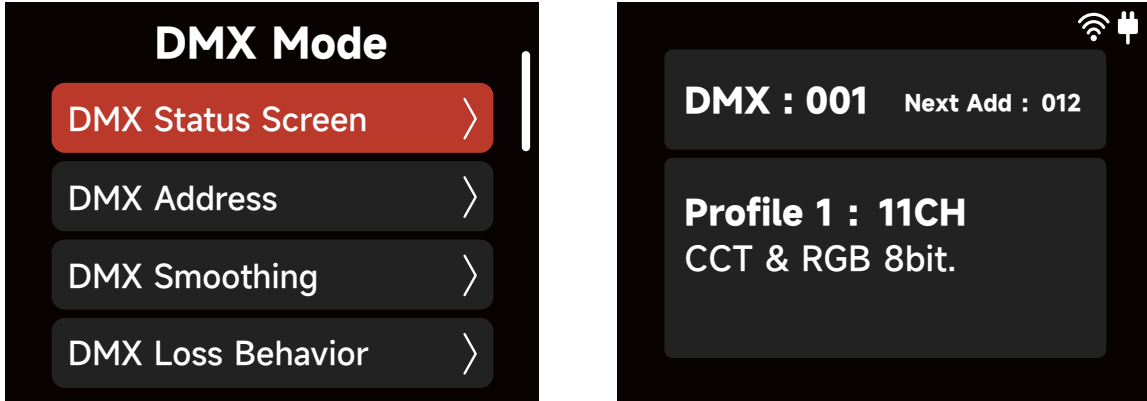 DMX Mode
DMX Status Screen
DMX Address
DMX Smoothing
DMX Loss Behavior
DMX : 001 Next Add : 012
Profile 1 : 11CH
CCT & RGB 8bit.